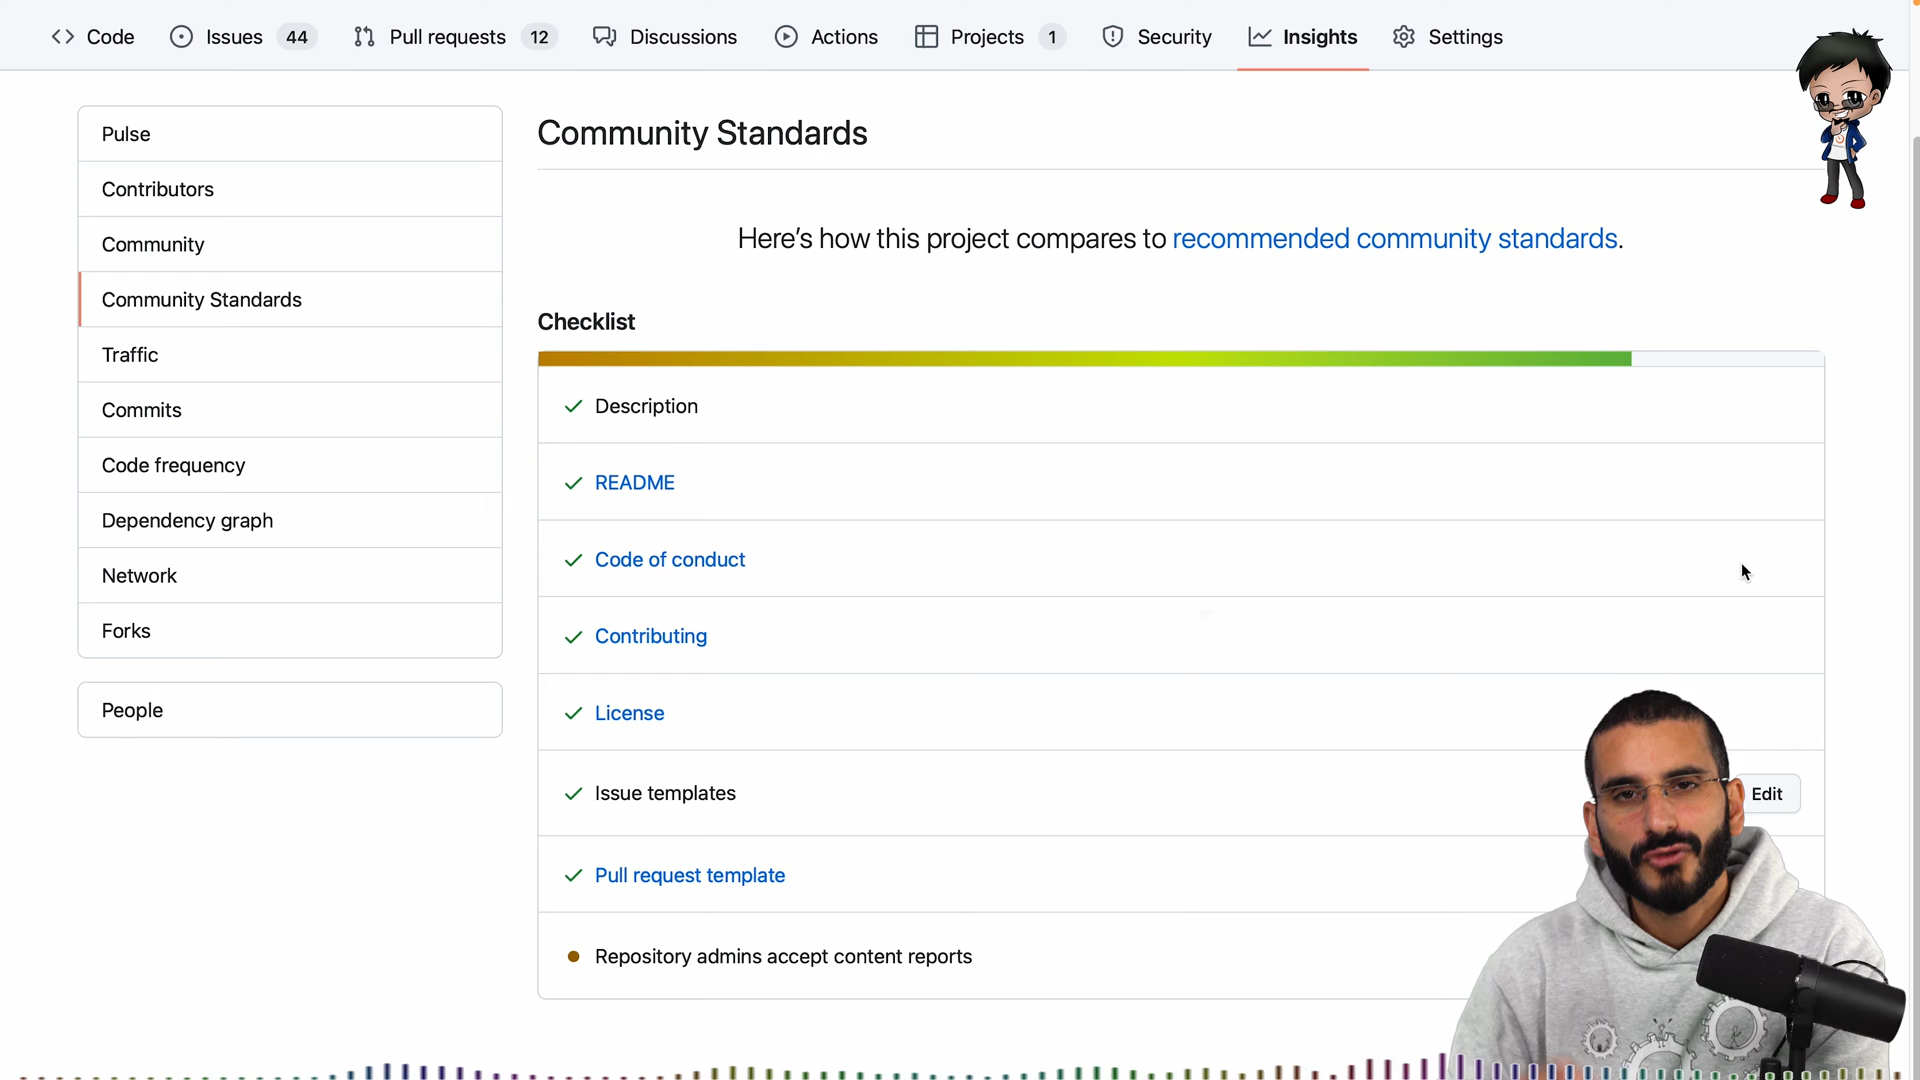 Code Issues 44 Pull requests 12 Discussions Actions Projects 1 Security Insights Settings
Pulse
Contributors
Community
Community Standards
Traffic
Commits
Code frequency
Dependency graph
Network
Forks
People
Community Standards
Here’s how this project compares to recommended community standards.
Checklist
Description
README
Code of conduct
Contributing
License
Issue templates
Edit
Pull request template
Repository admins accept content reports